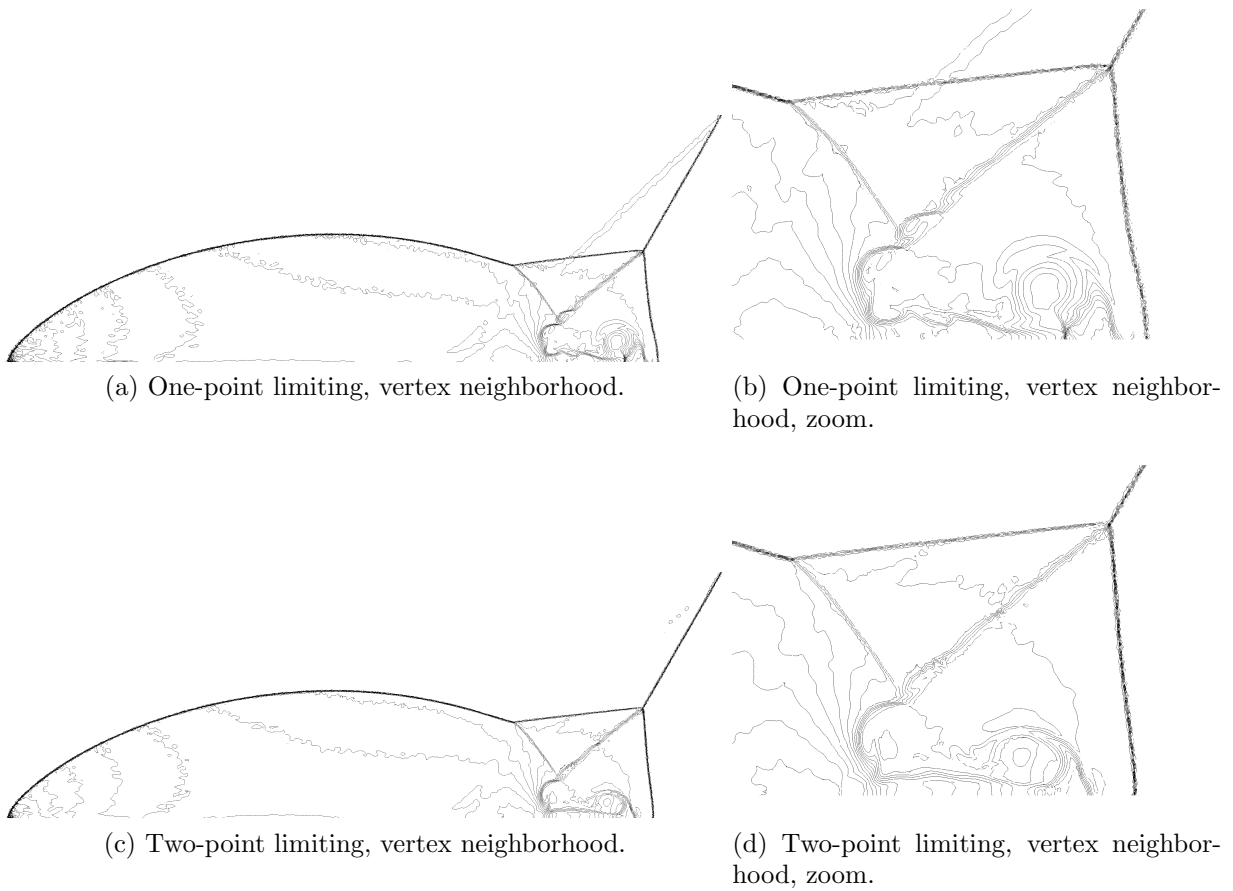 (a) One-point limiting, vertex neighborhood.
(b) One-point limiting, vertex neighbor-
hood, zoom.
(c) Two-point limiting, vertex neighborhood.
(d) Two-point limiting, vertex neighbor-
hood, zoom.